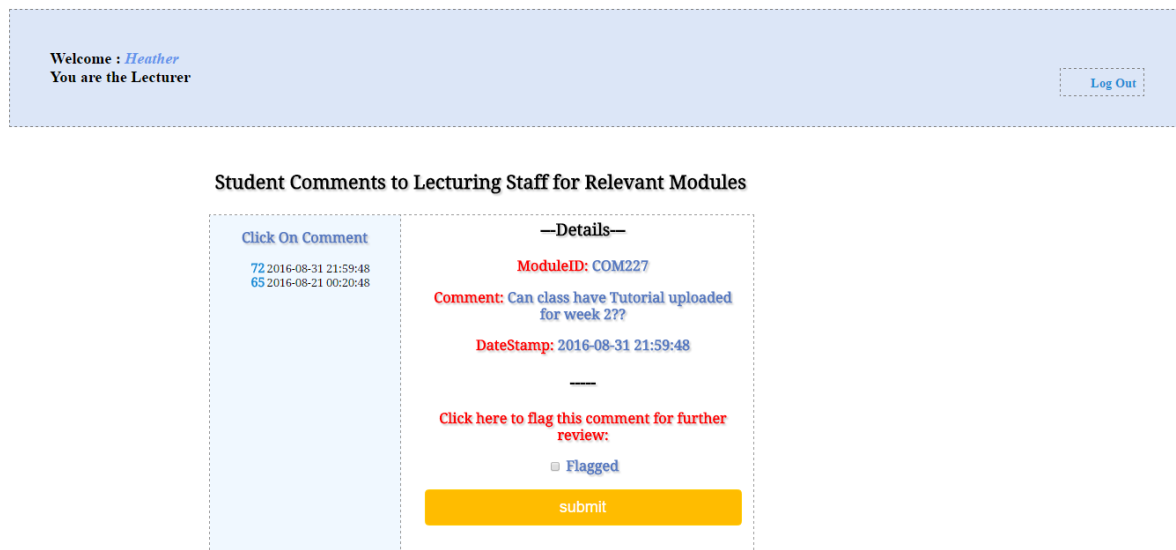 Welcome : Heather
You are the Lecturer
Log Out
Student Comments to Lecturing Staff for Relevant Modules
Click On Comment
72 2016-08-31 21:59:48
65 2016-08-21 00:20:48
---Details---
ModuleID: COM227
Comment: Can class have Tutorial uploaded
for week 2??
DateStamp: 2016-08-31 21:59:48
-----
Click here to flag this comment for further
review:
Flagged
submit